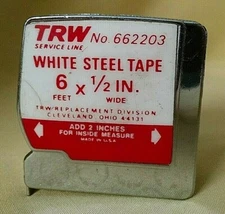 TRW No. 662203
SERVICE LINE
WHITE STEEL TAPE
6 x 1/2 IN.
FEET WIDE
TRW/REPLACEMENT DIVISION
CLEVELAND, OHIO 44131
ADD 2 INCHES
FOR INSIDE MEASURE
MADE IN U.S.A.